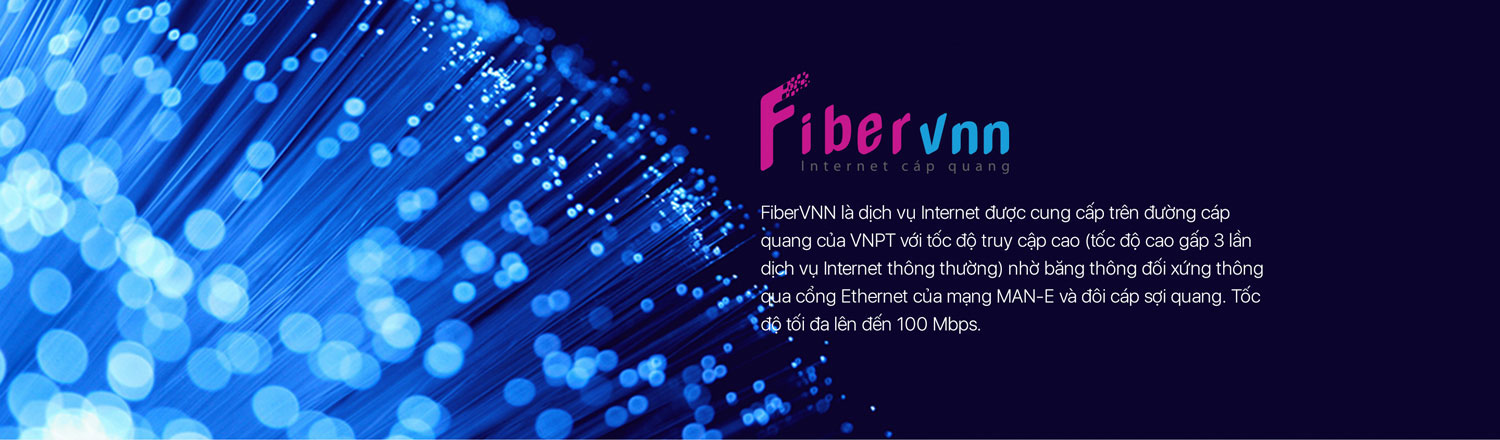 Fibervnn
Internet cáp quang
FiberVNN là dịch vụ Internet được cung cấp trên đường cáp
quang của VNPT với tốc độ truy cập cao (tốc độ cao gấp 3 lần
dịch vụ Internet thông thường) nhờ băng thông đối xứng thông
qua cổng Ethernet của mạng MAN-E và đôi cáp sợi quang. Tốc
độ tối đa lên đến 100 Mbps.